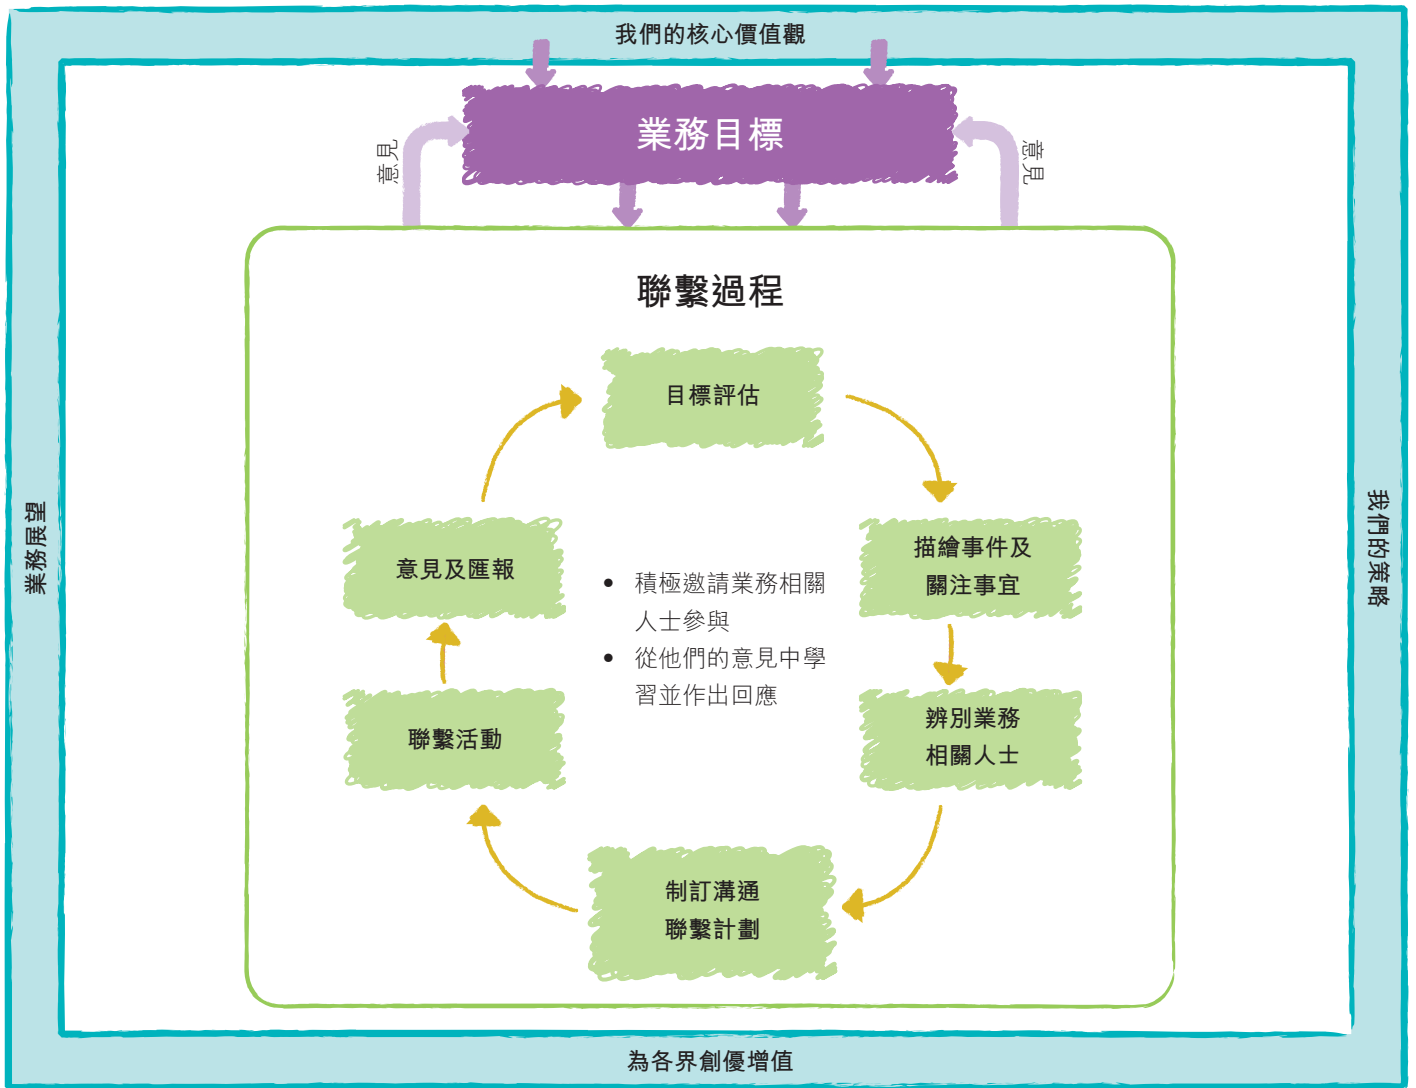 我們的核心價值觀
業務目標
意見
意見
聯繫過程
目標評估
描繪事件及
關注事宜
辨別業務
相關人士
制訂溝通
聯繫計劃
聯繫活動
意見及匯報
• 積極邀請業務相關
人士參與
• 從他們的意見中學
習並作出回應
業務展望
我們的策略
為各界創優增值